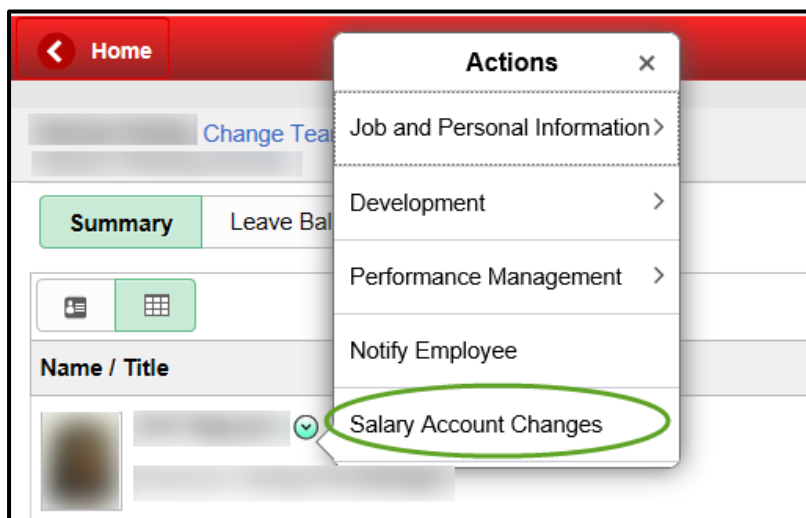 Home
Actions
Job and Personal Information
Change Tea
Development
Summary
Leave Bal
Performance Management
Notify Employee
Name / Title
Salary Account Changes